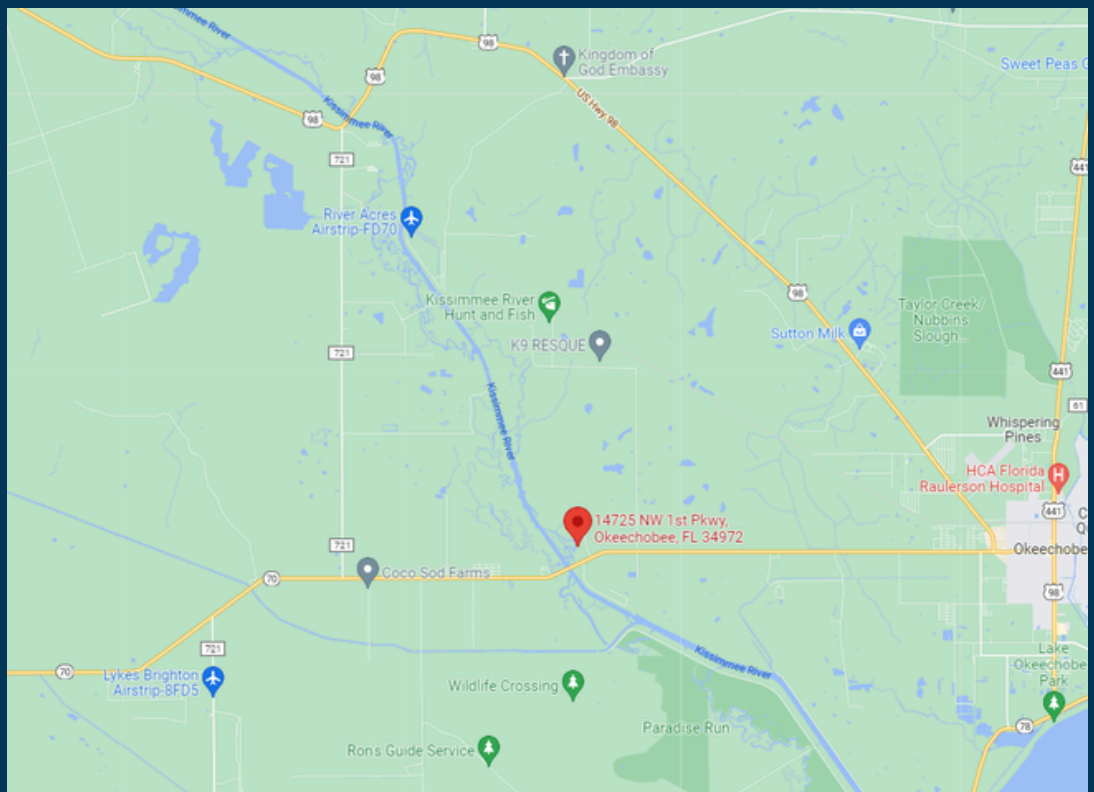 Kissimmee River
98
Kingdom of
God Embassy
Sweet Peas
98
98
US Hwy 98
Kissimmee River
721
441
River Acres
Airstrip-FD70
98
Kissimmee River
Hunt and Fish
Taylor Creek/
Nubbins
Slough...
Sutton Milk
K9 RESQUE
721
441
Kissimmee River
61
Whispering
Pines
HCA Florida
Raulerson Hospital
441
14725 NW 1st Pkwy,
Okeechobee, FL 34972
721
Okeechobe
70
Coco Sod Farms
98
721
Lake
Okeechobe
Park
70
Lykes Brighton
Airstrip-8FD5
Kissimmee River
Wildlife Crossing
Paradise Run
78
Ron's Guide Service